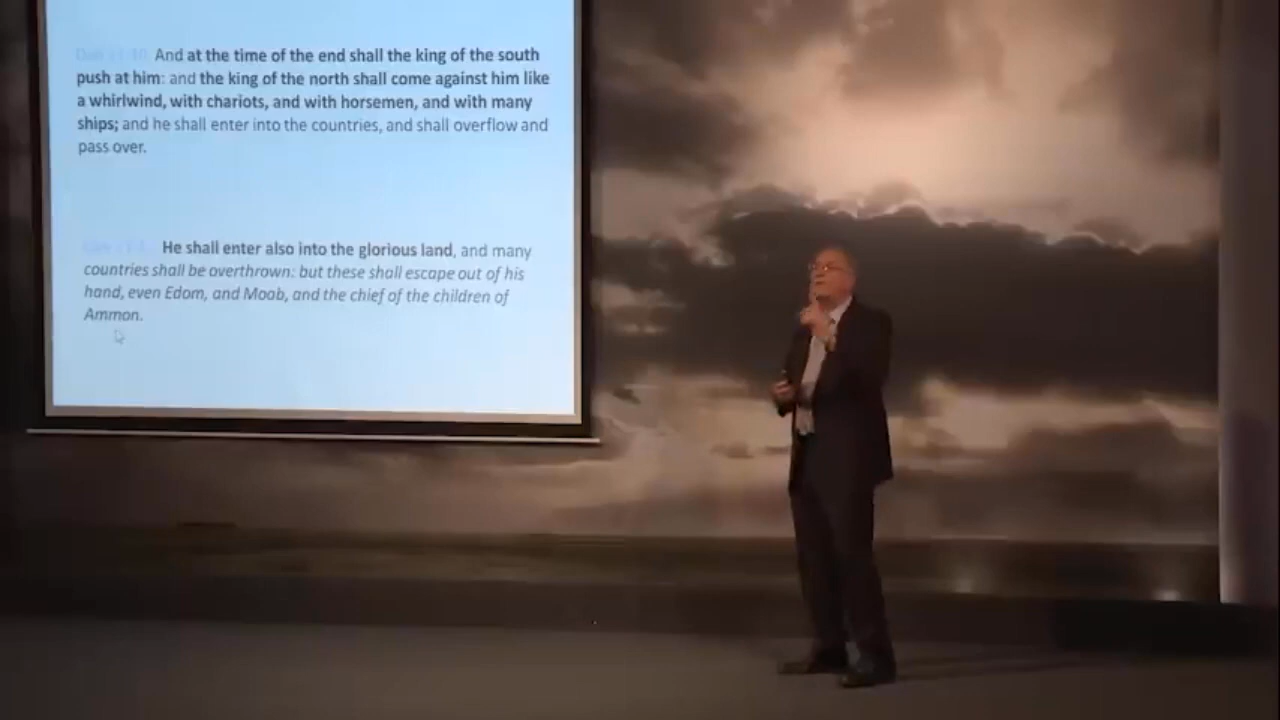 And at the time of the end shall the king of the south
push at him: and the king of the north shall come against him like
a whirlwind, with chariots, and with horsemen, and with many
ships; and he shall enter into the countries, and shall overflow and
pass over.
He shall enter also into the glorious land, and many
countries shall be overthrown: but these shall escape out of his
hand, even Edom, and Moab, and the chief of the children of
Ammon.